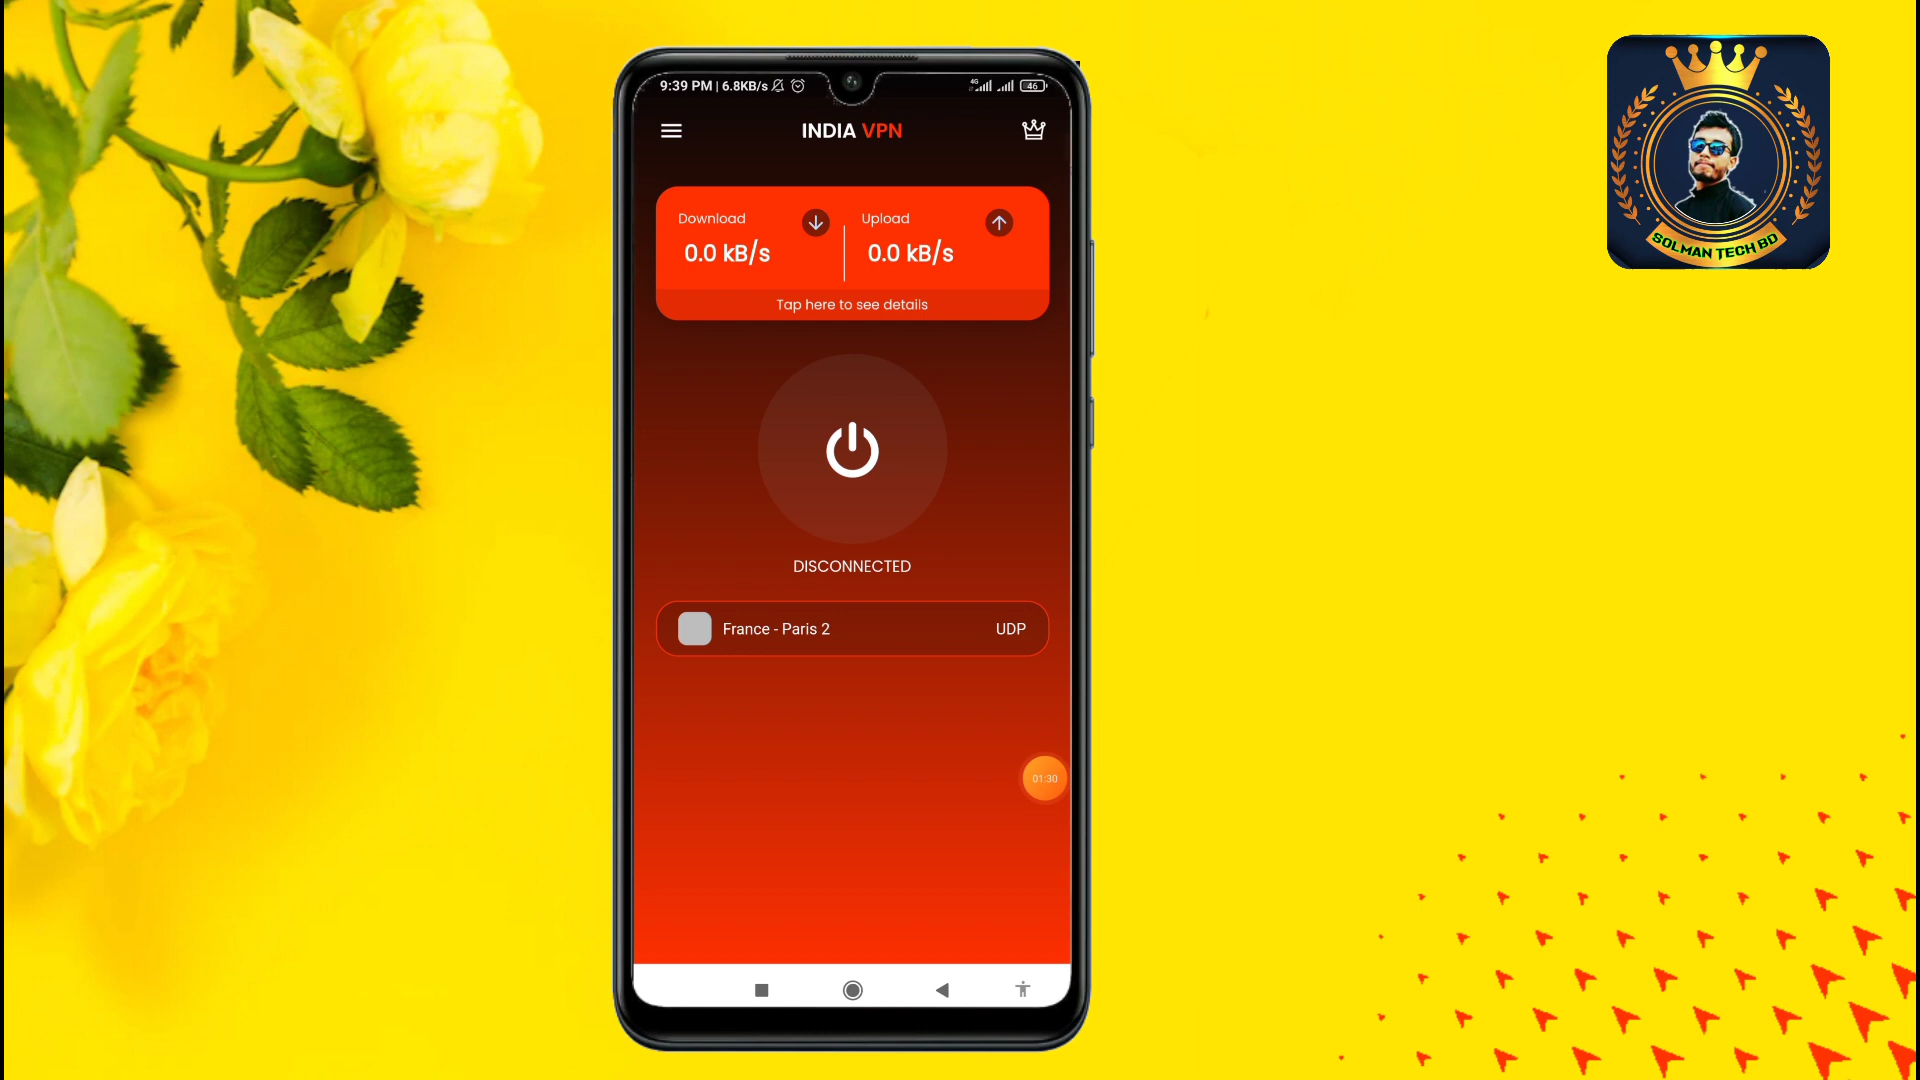 9:39 PM | 6.8KB/s
4G
46
INDIA VPN
Download
Upload
0.0 kB/s
0.0 kB/s
Tap here to see details
DISCONNECTED
France - Paris 2
UDP
01:30
SOLMAN TECH BD